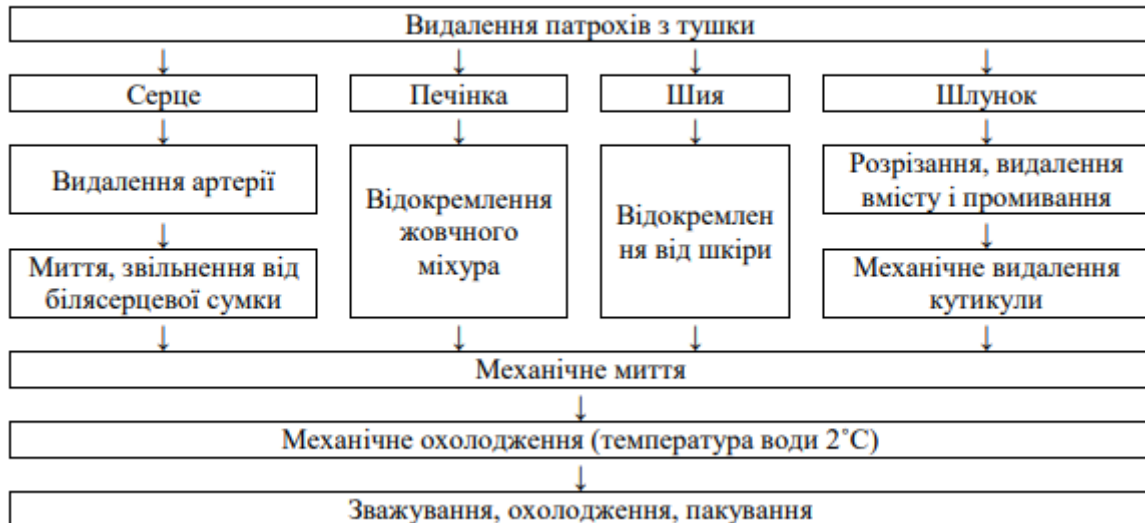 Видалення патрохів з тушки
Серце
Печінка
Шия
Шлунок
Видалення артерії
Миття, звільнення від
білясерцевої сумки
Відокремлення
жовчного
міхура
Відокремлен
ня від шкіри
Розрізання, видалення
вмісту і промивання
Механічне видалення
кутикули
Механічне миття
Механічне охолодження (температура води 2˚С)
Зважування, охолодження, пакування